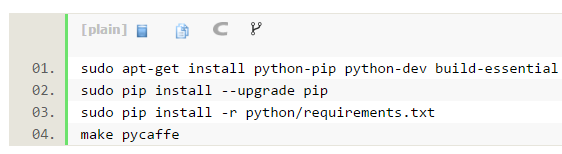 [plain]
01. sudo apt-get install python-pip python-dev build-essential
02. sudo pip install --upgrade pip
03. sudo pip install -r python/requirements.txt
04. make pycaffe